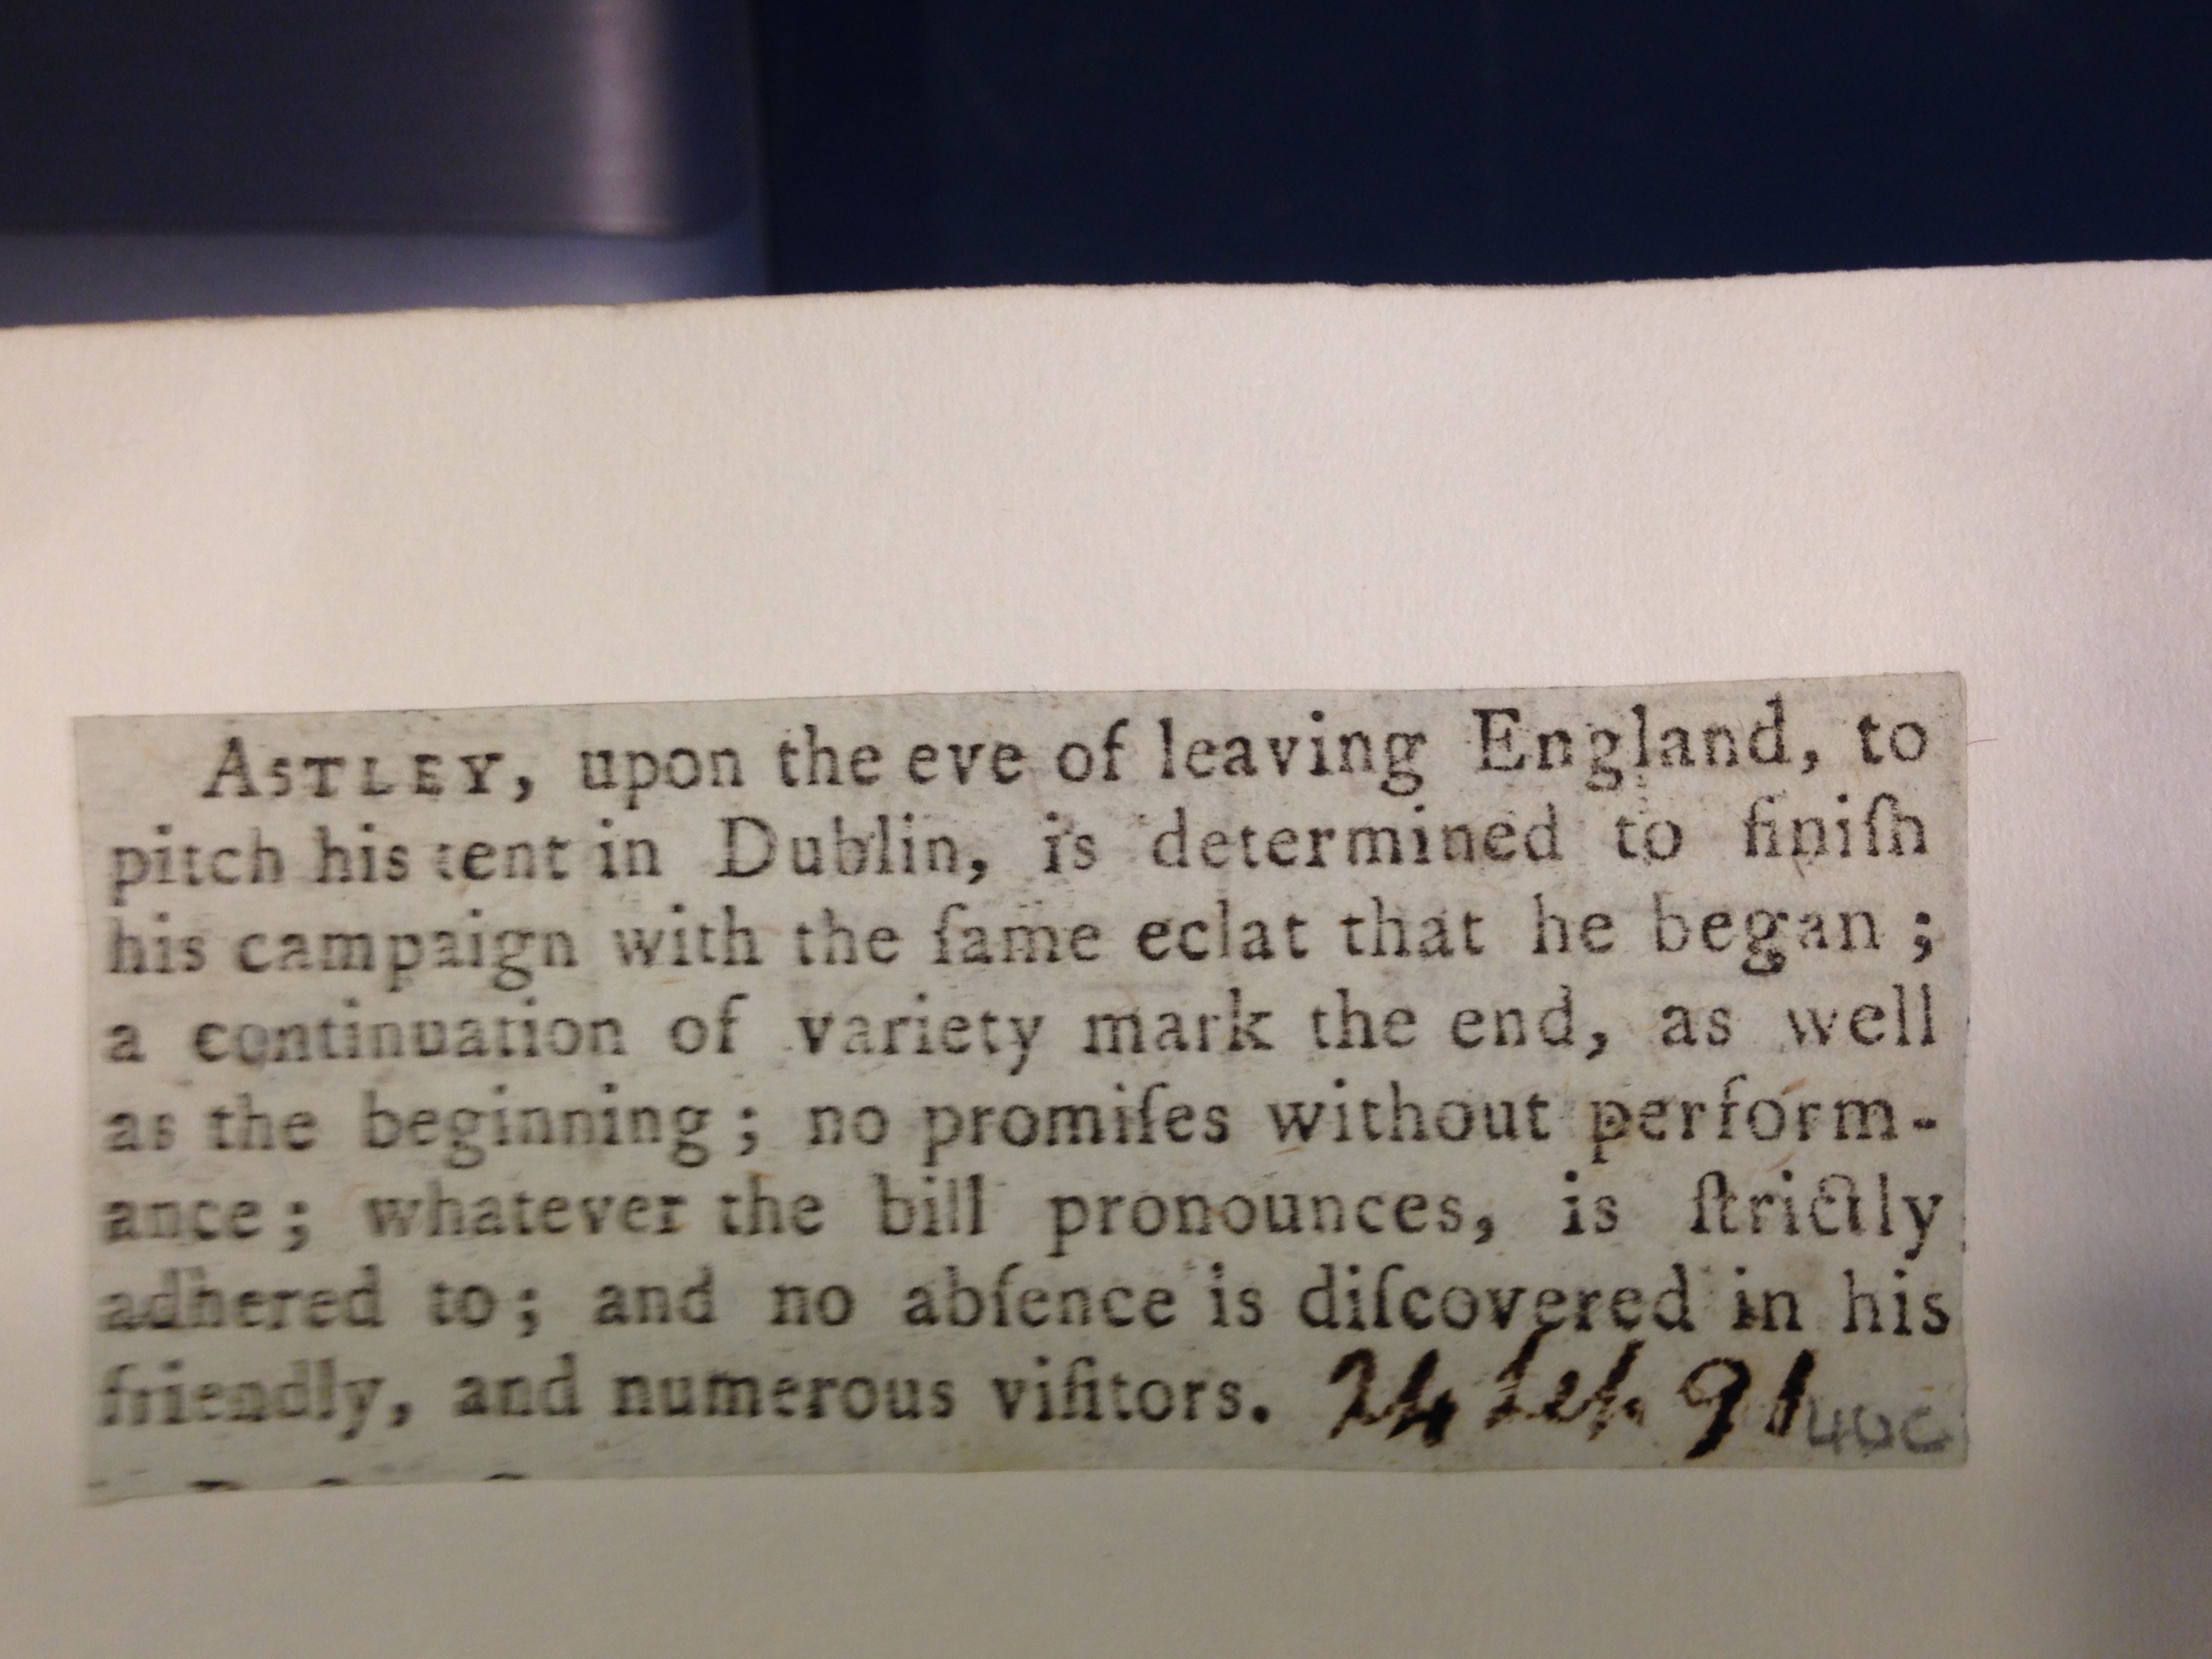 ASTLEY, upon the eve of leaving England, to
pitch his tent in Dublin, is determined to finiſh
his campaign with the ſame eclat that he began ;
a continuation of variety mark the end, as well
as the beginning ; no promiſes without perform-
ance ; whatever the bill pronounces, is ſtrictly
adhered to ; and no abſence is diſcovered in his
friendly, and numerous viſitors. 24 Sep. 91